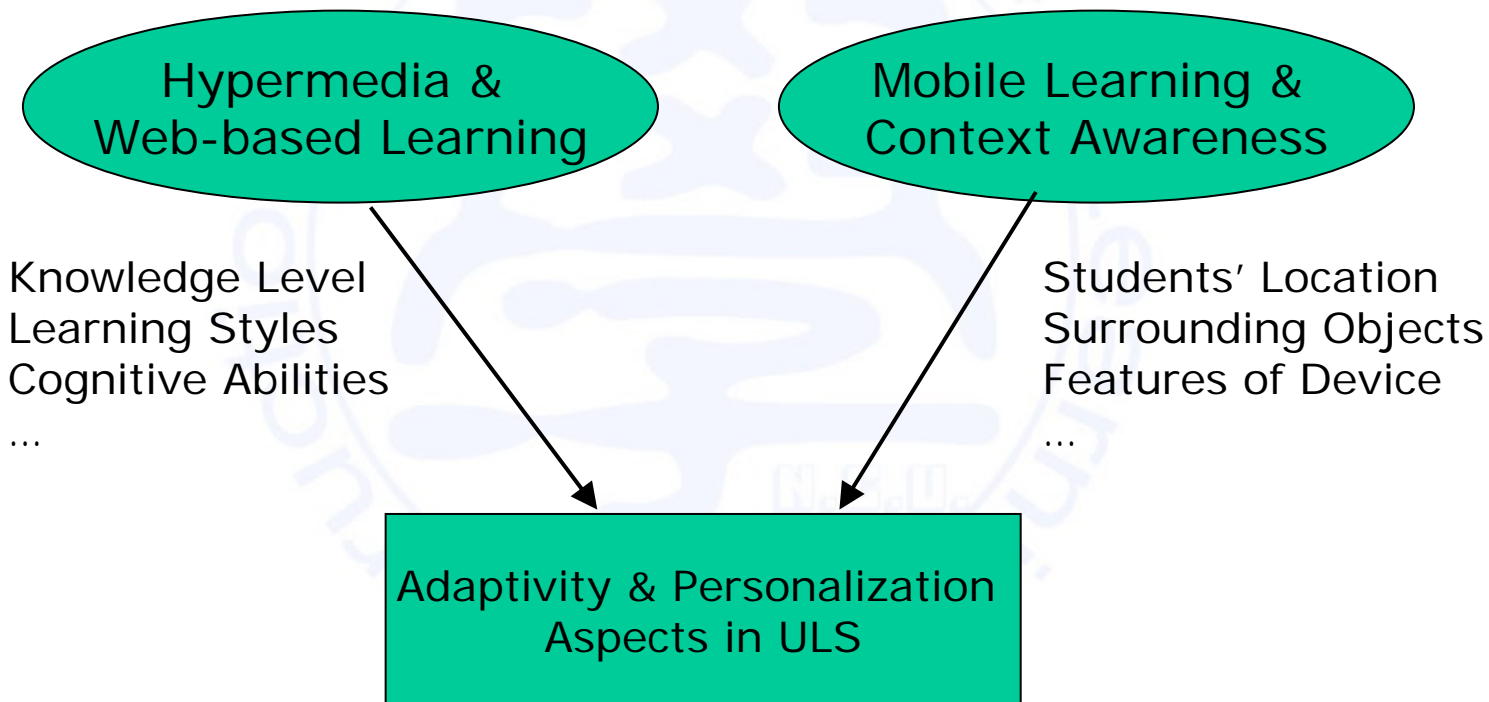 Hypermedia &
Web-based Learning
Mobile Learning &
Context Awareness
Knowledge Level
Learning Styles
Cognitive Abilities
...
Students’ Location
Surrounding Objects
Features of Device
...
N.C.U.
Adaptivity & Personalization
Aspects in ULS